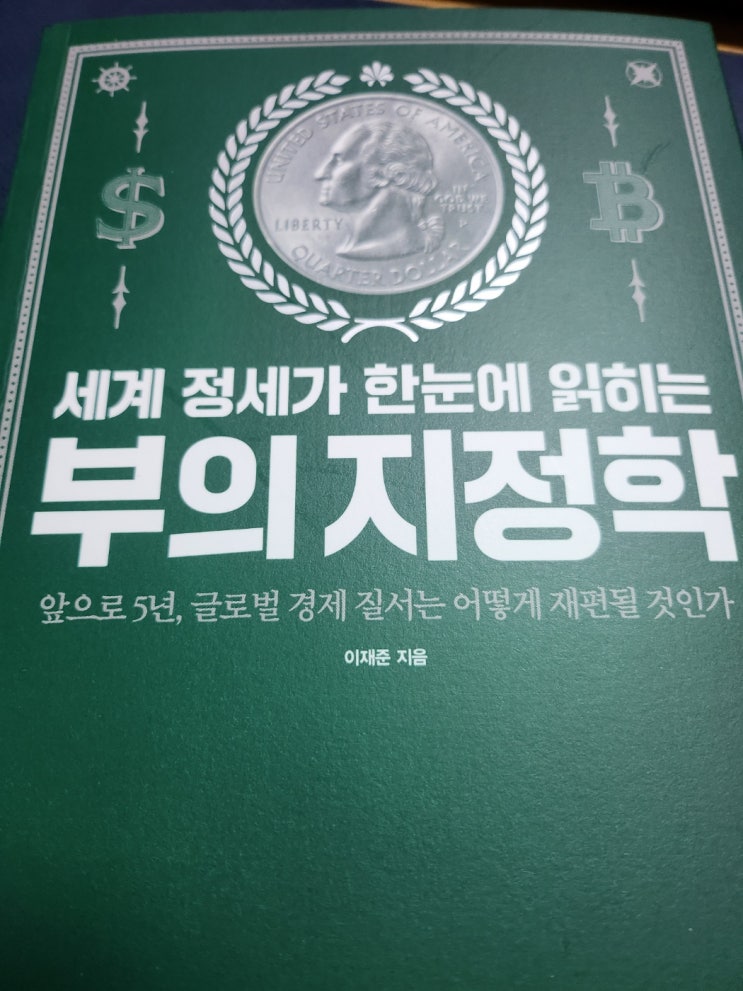 UNITED STATES OF AMERICA
LIBERTY
IN
GOD WE
TRUST
P
QUARTER DOLLAR
세계 정세가 한눈에 읽히는
부의 지정학
앞으로 5년, 글로벌 경제 질서는 어떻게 재편될 것인가
이재준 지음